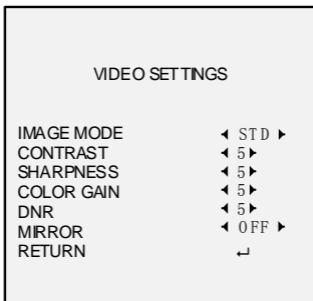 VIDEO SETTINGS
IMAGE MODE ◀ STD ▶
CONTRAST ◀ 5 ▶
SHARPNESS ◀ 5 ▶
COLOR GAIN ◀ 5 ▶
DNR ◀ 5 ▶
MIRROR ◀ OFF ▶
RETURN ↵